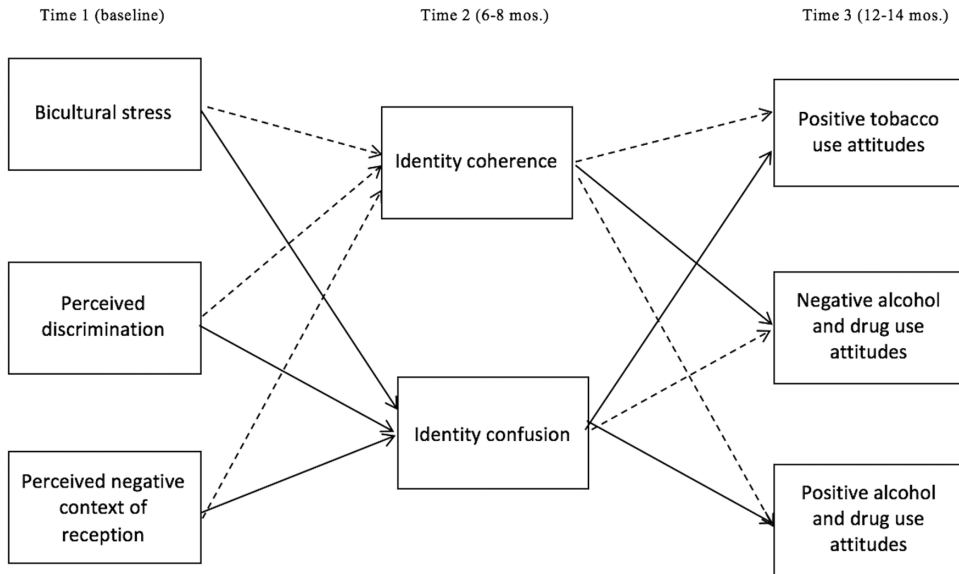 Time 1 (baseline)
Time 2 (6-8 mos.)
Time 3 (12-14 mos.)
Bicultural stress
Perceived
discrimination
Perceived negative
context of
reception
Identity coherence
Identity confusion
Positive tobacco
use attitudes
Negative alcohol
and drug use
attitudes
Positive alcohol
and drug use
attitudes